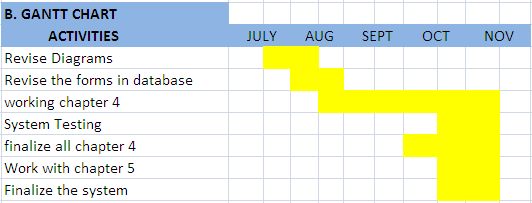 B. GANTT CHART
ACTIVITIES JULY AUG SEPT OCT NOV
Revise Diagrams
Revise the forms in database
working chapter 4
System Testing
finalize all chapter 4
Work with chapter 5
Finalize the system